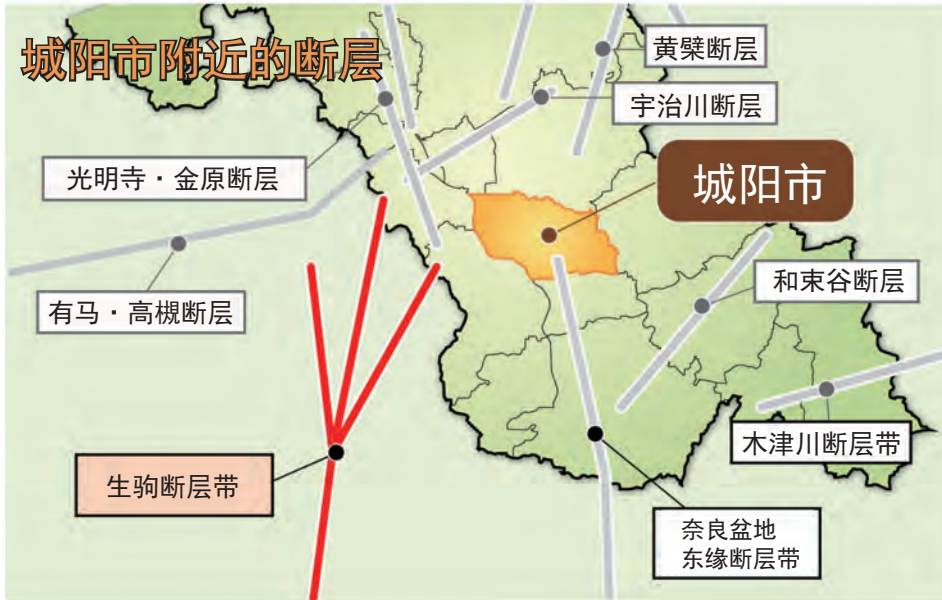 城阳市附近的断层
黄檗断层
宇治川断层
光明寺・金原断层
城阳市
有马・高槻断层
和束谷断层
木津川断层带
生驹断层带
奈良盆地
东缘断层带